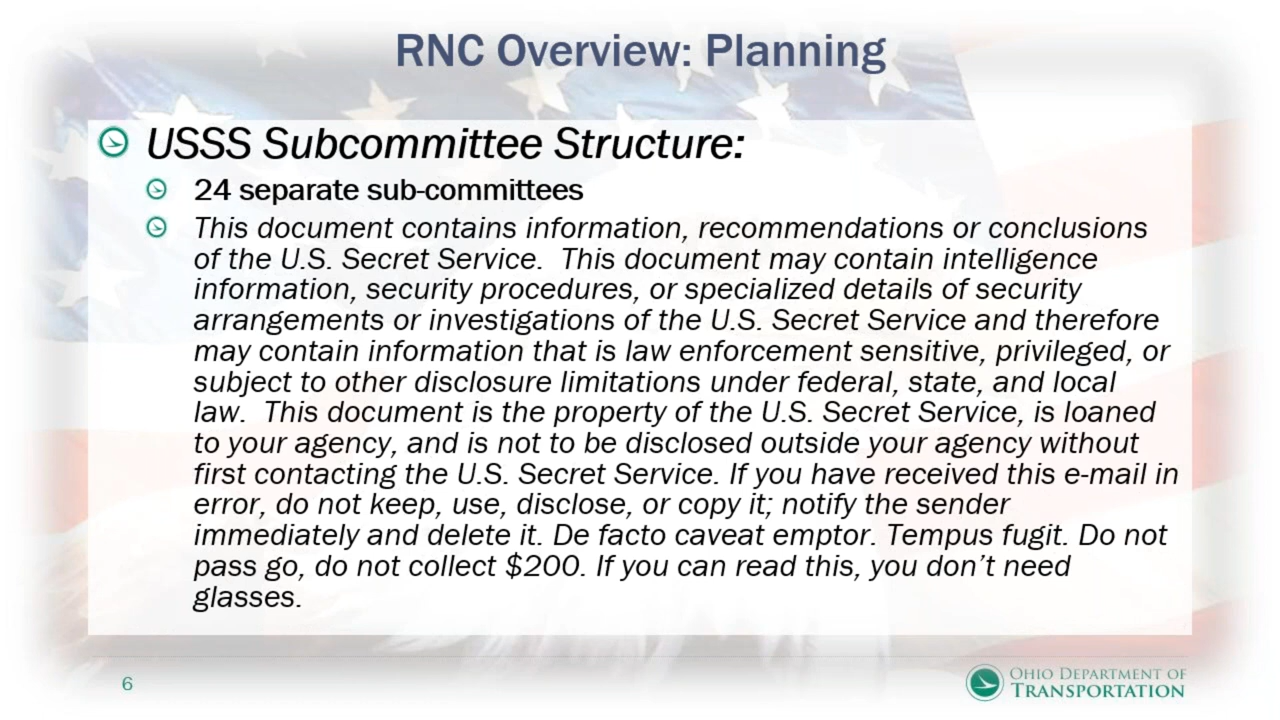 RNC Overview: Planning
USSS Subcommittee Structure:
24 separate sub-committees
This document contains information, recommendations or conclusions
of the U.S. Secret Service.  This document may contain intelligence
information, security procedures, or specialized details of security
arrangements or investigations of the U.S. Secret Service and therefore
may contain information that is law enforcement sensitive, privileged, or
subject to other disclosure limitations under federal, state, and local
law.  This document is the property of the U.S. Secret Service, is loaned
to your agency, and is not to be disclosed outside your agency without
first contacting the U.S. Secret Service. If you have received this e-mail in
error, do not keep, use, disclose, or copy it; notify the sender
immediately and delete it. De facto caveat emptor. Tempus fugit. Do not
pass go, do not collect $200. If you can read this, you don’t need
glasses.
6
OHIO DEPARTMENT OF
TRANSPORTATION